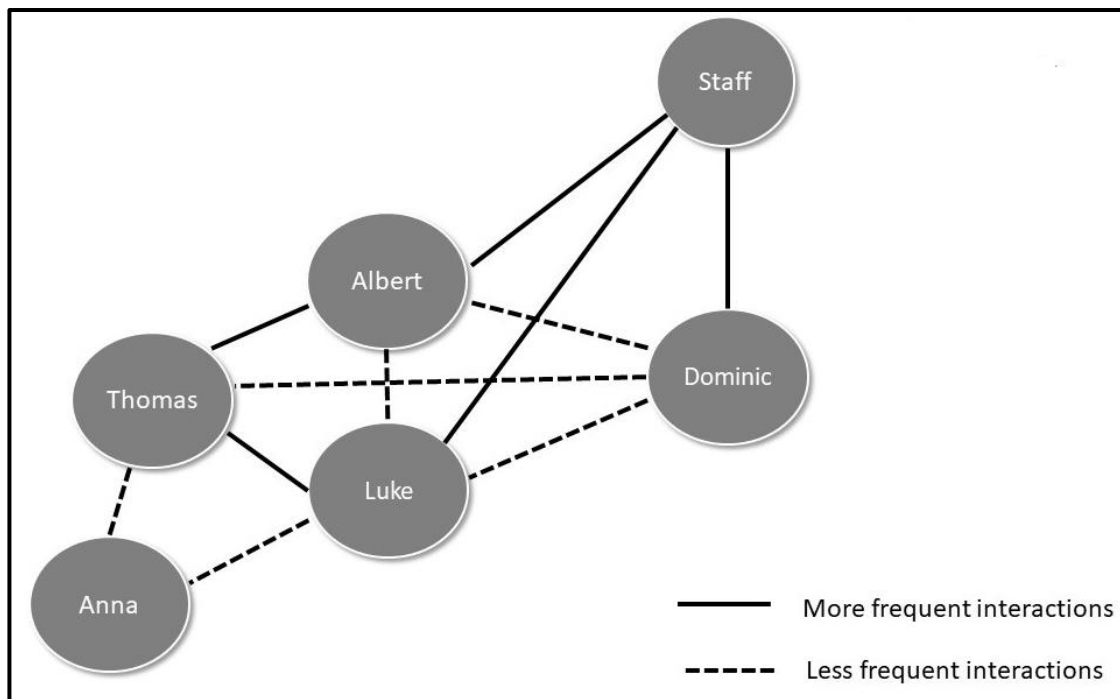 Staff
Albert
Dominic
Thomas
Luke
Anna
More frequent interactions
Less frequent interactions